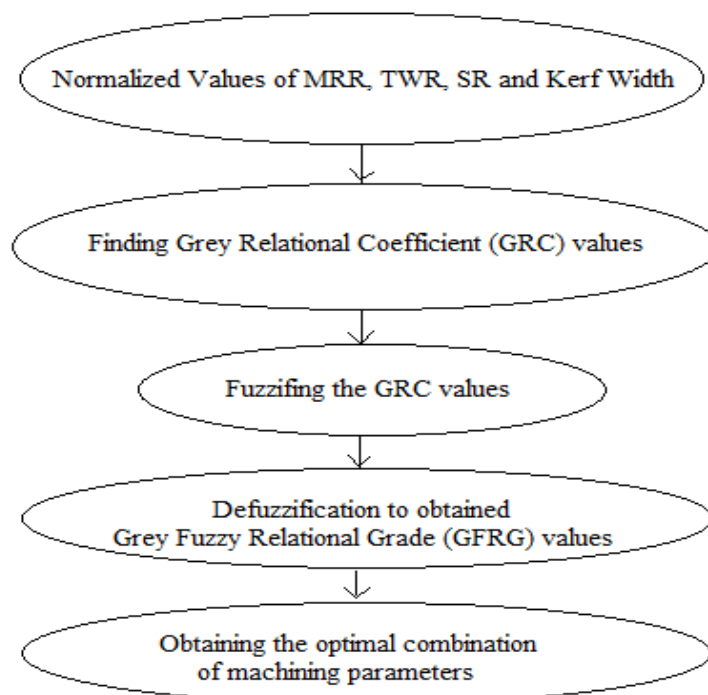 Normalized Values of MRR, TWR, SR and Kerf Width
Finding Grey Relational Coefficient (GRC) values
Fuzzifing the GRC values
Defuzzification to obtained
Grey Fuzzy Relational Grade (GFRG) values
Obtaining the optimal combination
of machining parameters